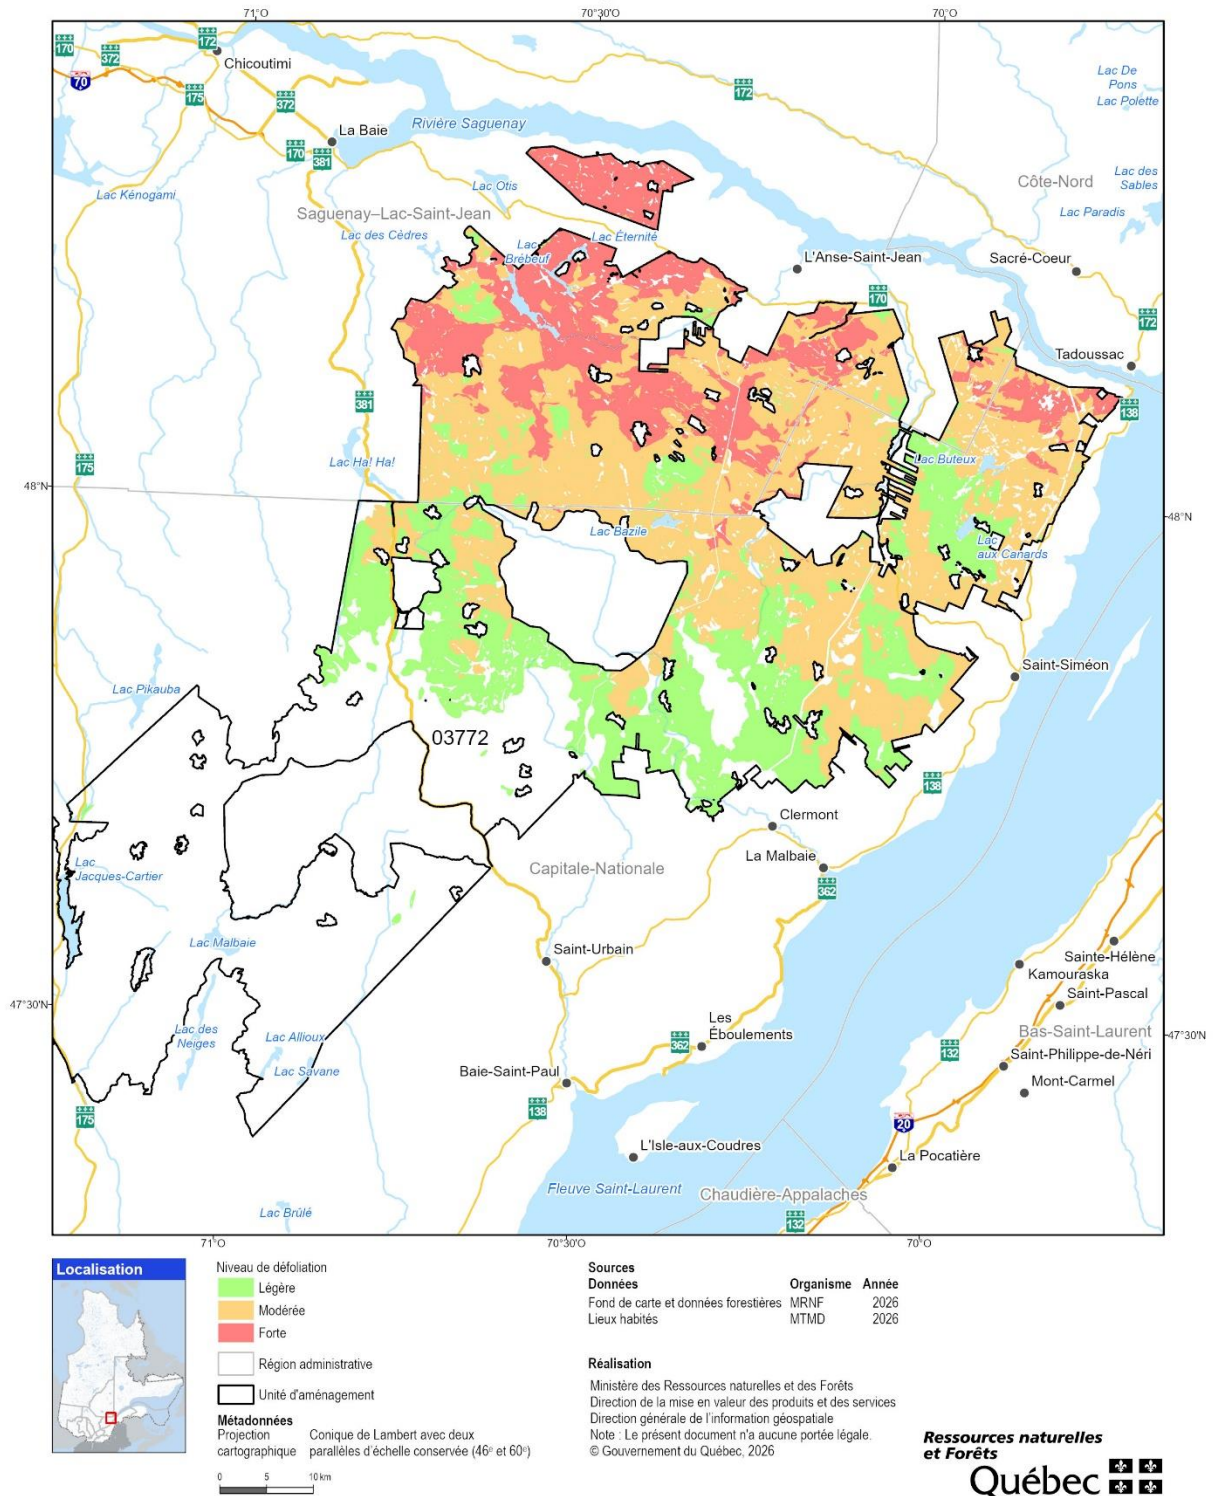 71°O
70°30'O
70°O
170
372
172
Chicoutimi
70
175
372
172
Lac De
Pons
Lac Polette
La Baie
Rivière Saguenay
170
381
Lac Kénogami
Lac Otis
Côte-Nord
Lac des
Sables
Saguenay–Lac-Saint-Jean
Lac Paradis
Lac des Cèdres
Lac
Brébeuf
Lac Éternité
L'Anse-Saint-Jean
Sacré-Coeur
170
172
Tadoussac
381
138
175
Lac Ha! Ha!
Lac Buteux
48°N
48°N
Lac Bazile
Lac
aux Canards
Saint-Siméon
Lac Pikauba
03772
138
Clermont
La Malbaie
362
Lac
Jacques-Cartier
Capitale-Nationale
Lac Malbaie
Saint-Urbain
Sainte-Hélène
Kamouraska
Saint-Pascal
47°30'N
47°30'N
Lac des
Neiges
Lac Allioux
Lac Savane
Les
Éboulements
362
132
Bas-Saint-Laurent
Saint-Philippe-de-Néri
Mont-Carmel
Baie-Saint-Paul
138
175
20
L'Isle-aux-Coudres
La Pocatière
Fleuve Saint-Laurent
Chaudière-Appalaches
Lac Brûlé
132
71°O
70°30'O
70°O
Localisation
Niveau de défoliation
Légère
Modérée
Forte
Région administrative
Unité d'aménagement
Métadonnées
Projection
cartographique
Conique de Lambert avec deux
parallèles d'échelle conservée (46e et 60e)
0 5 10 km
Sources
Données Organisme Année
Fond de carte et données forestières MRNF 2026
Lieux habités MTMD 2026
Réalisation
Ministère des Ressources naturelles et des Forêts
Direction de la mise en valeur des produits et des services
Direction générale de l'information géospatiale
Note : Le présent document n'a aucune portée légale.
© Gouvernement du Québec, 2026
Ressources naturelles
et Forêts
Québec